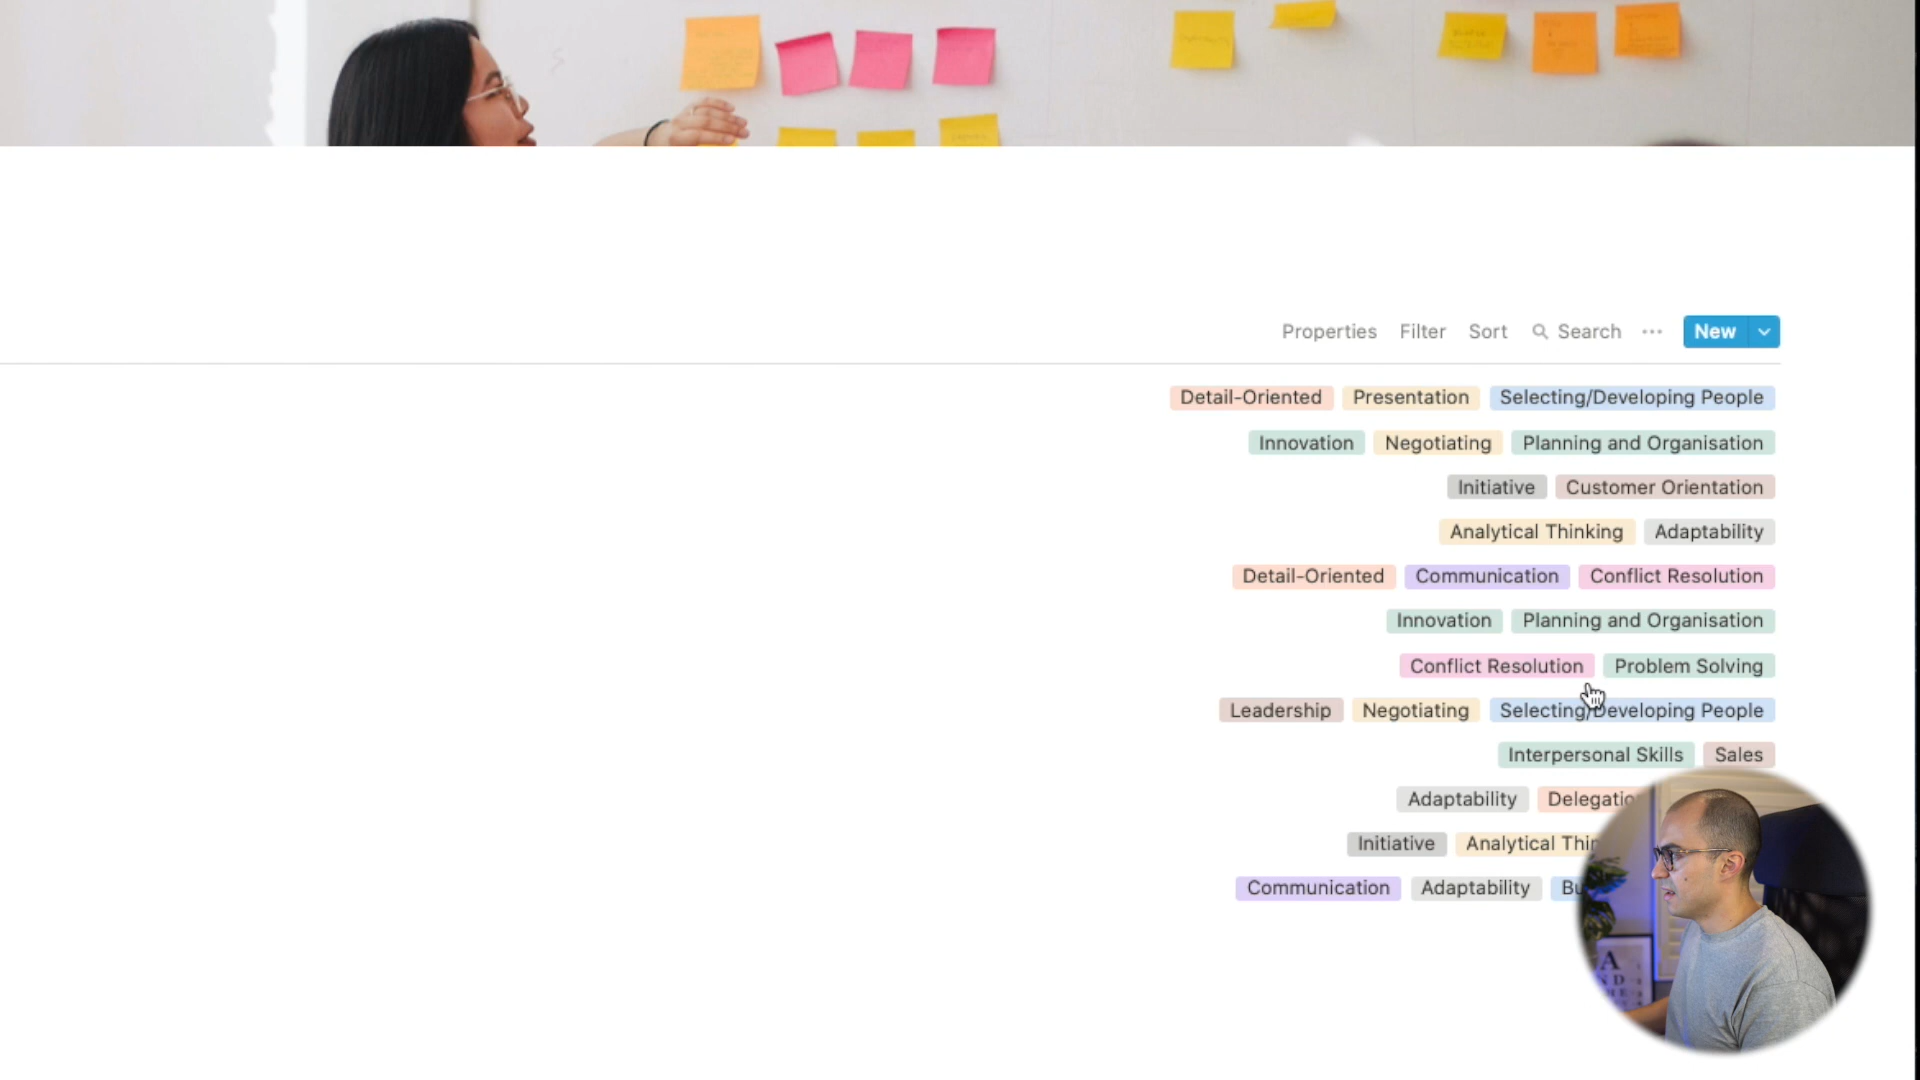 Properties Filter Sort Search ... New
Detail-Oriented Presentation Selecting/Developing People
Innovation Negotiating Planning and Organisation
Initiative Customer Orientation
Analytical Thinking Adaptability
Detail-Oriented Communication Conflict Resolution
Innovation Planning and Organisation
Conflict Resolution Problem Solving
Leadership Negotiating Selecting/Developing People
Interpersonal Skills Sales
Adaptability
Initiative Analytical
Communication Adaptability
A